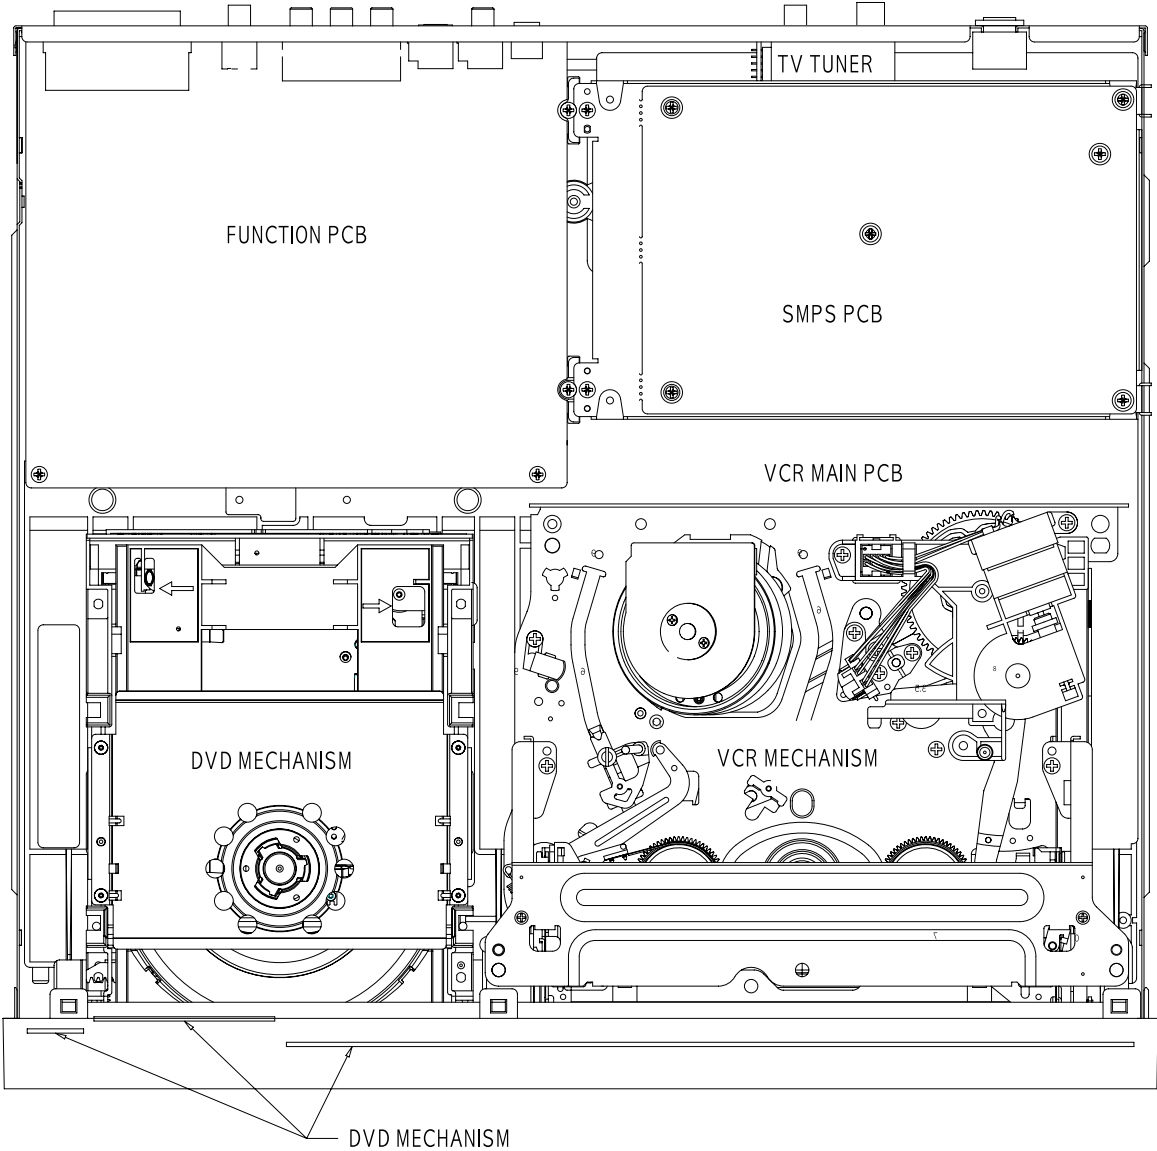 TV TUNER
FUNCTION PCB
SMPS PCB
VCR MAIN PCB
DVD MECHANISM
VCR MECHANISM
DVD MECHANISM